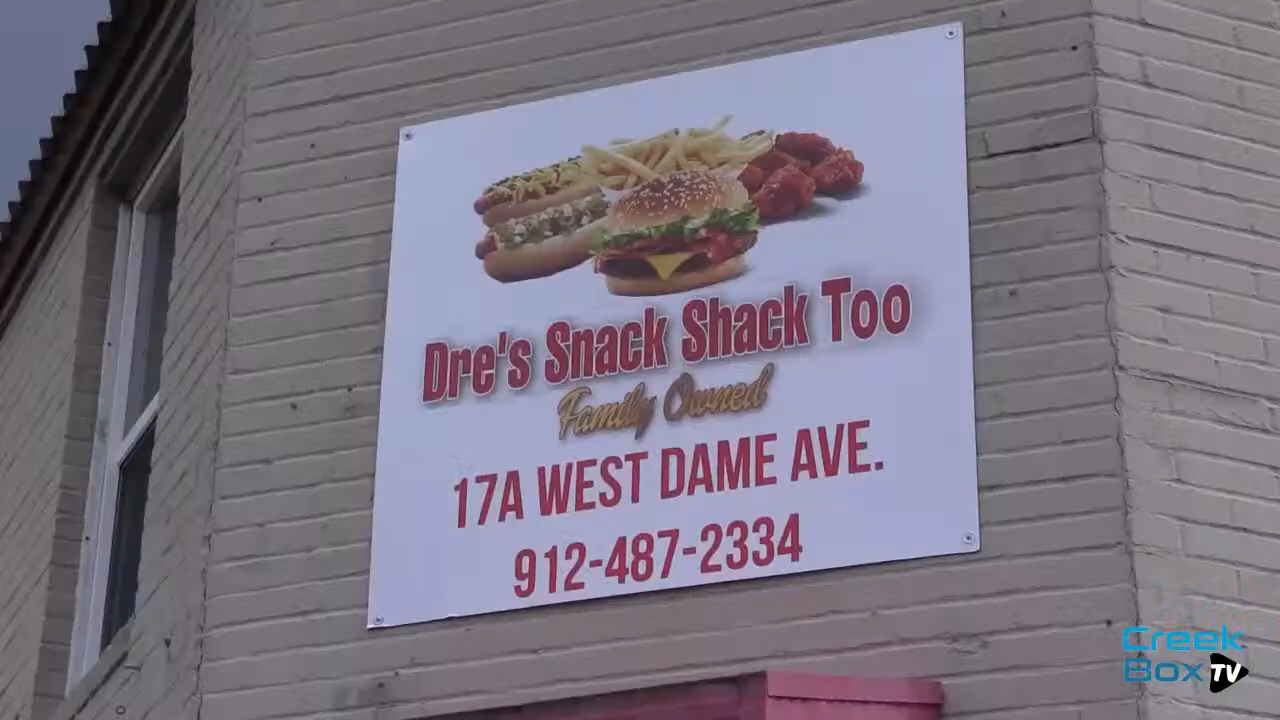 Dre's Snack Shack Too
Family Owned
17A WEST DAME AVE.
912-487-2334
Creek
Box TV